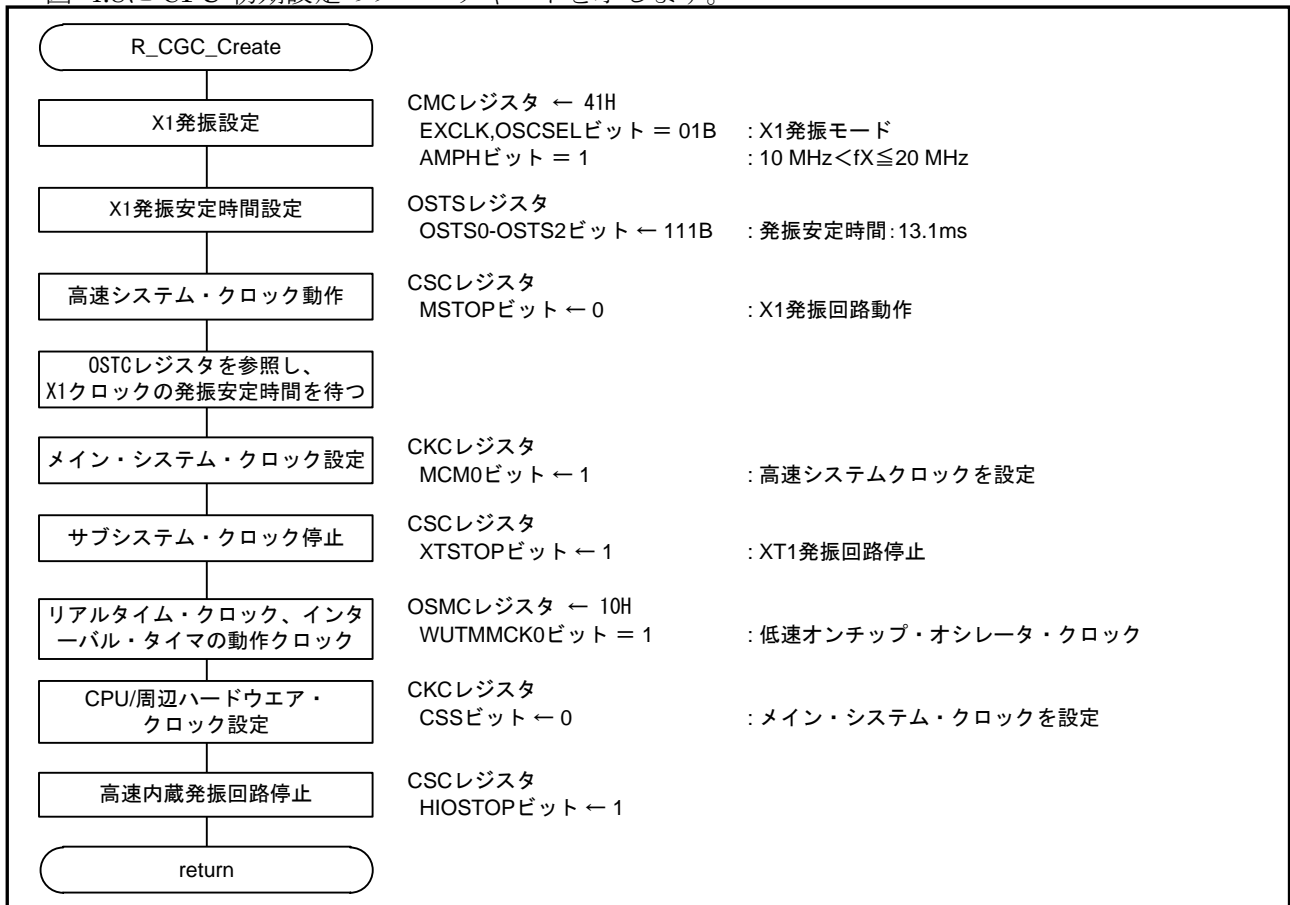 R_CGC_Create
X1発振設定
CMCレジスタ ← 41H
EXCLK,OSCSELビット = 01B : X1発振モード
AMPHビット = 1 : 10 MHz<fX≦20 MHz
X1発振安定時間設定
OSTSレジスタ
OSTS0-OSTS2ビット ← 111B : 発振安定時間:13.1ms
高速システム・クロック動作
CSCレジスタ
MSTOPビット ← 0 : X1発振回路動作
OSTCレジスタを参照し、
X1クロックの発振安定時間を待つ
メイン・システム・クロック設定
CKCレジスタ
MCM0ビット ← 1 : 高速システムクロックを設定
サブシステム・クロック停止
CSCレジスタ
XTSTOPビット ← 1 : XT1発振回路停止
リアルタイム・クロック、インタ
ーバル・タイマの動作クロック
OSMCレジスタ ← 10H
WUTMMCK0ビット = 1 : 低速オンチップ・オシレータ・クロック
CPU/周辺ハードウエア・
クロック設定
CKCレジスタ
CSSビット ← 0 : メイン・システム・クロックを設定
高速内蔵発振回路停止
CSCレジスタ
HIOSTOPビット ← 1
return